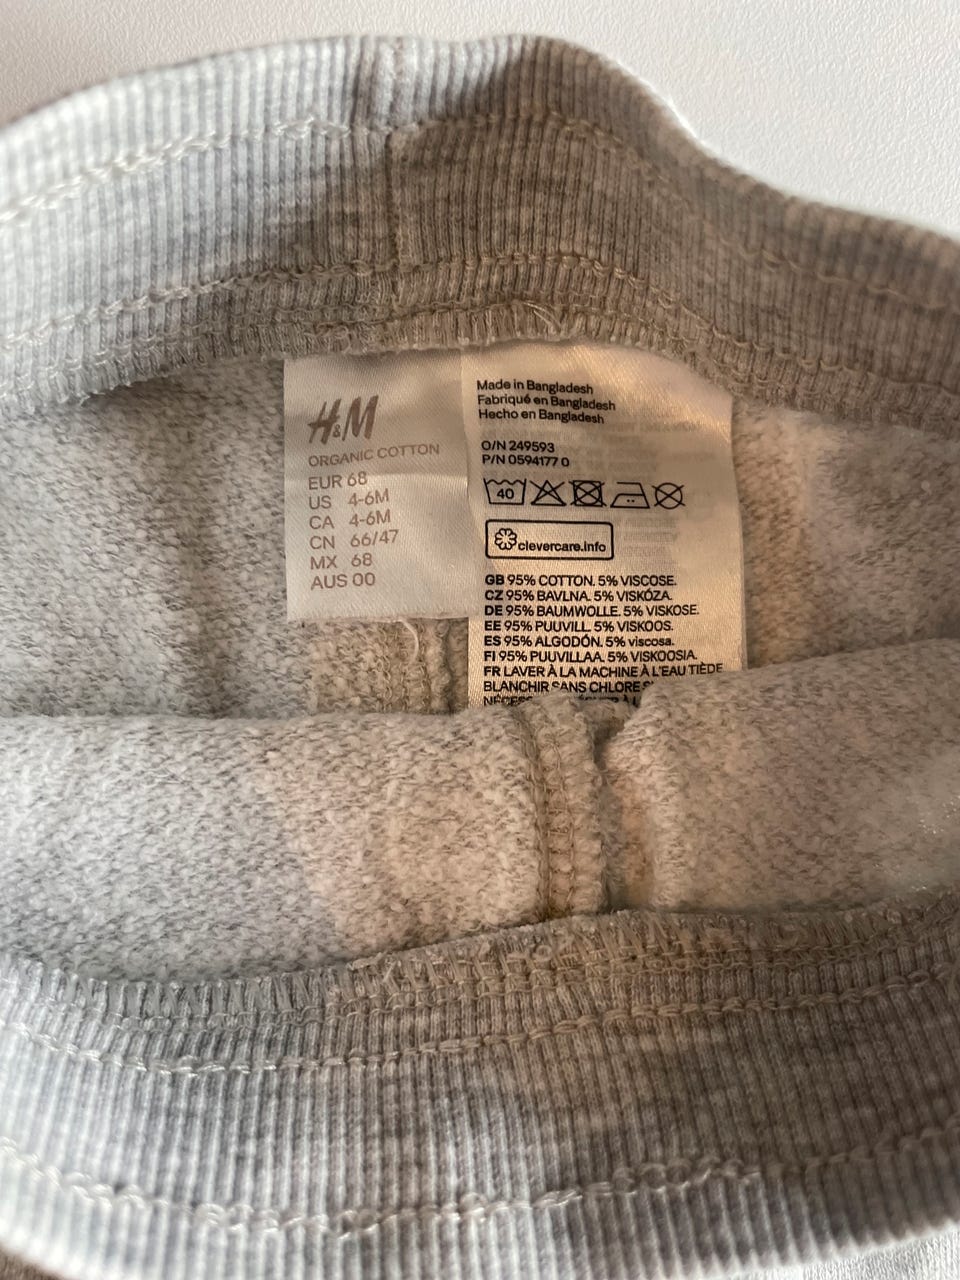 H&M
ORGANIC COTTON
EUR 68
US 4-6M
CA 4-6M
CN 66/47
MX 68
AUS 00
Made in Bangladesh
Fabriqué en Bangladesh
Hecho en Bangladesh
O/N 249593
P/N 0594177 0
40
clevercare.info
GB 95% COTTON. 5% VISCOSE.
CZ 95% BAVLNA. 5% VISKÓZA.
DE 95% BAUMWOLLE. 5% VISKOSE.
EE 95% PUUVILL. 5% VISKOOS.
ES 95% ALGODÓN. 5% viscosa.
FI 95% PUUVILLAA. 5% VISKOOSIA.
FR LAVER À LA MACHINE À L'EAU TIÈDE
BLANCHIR SANS CHLORE